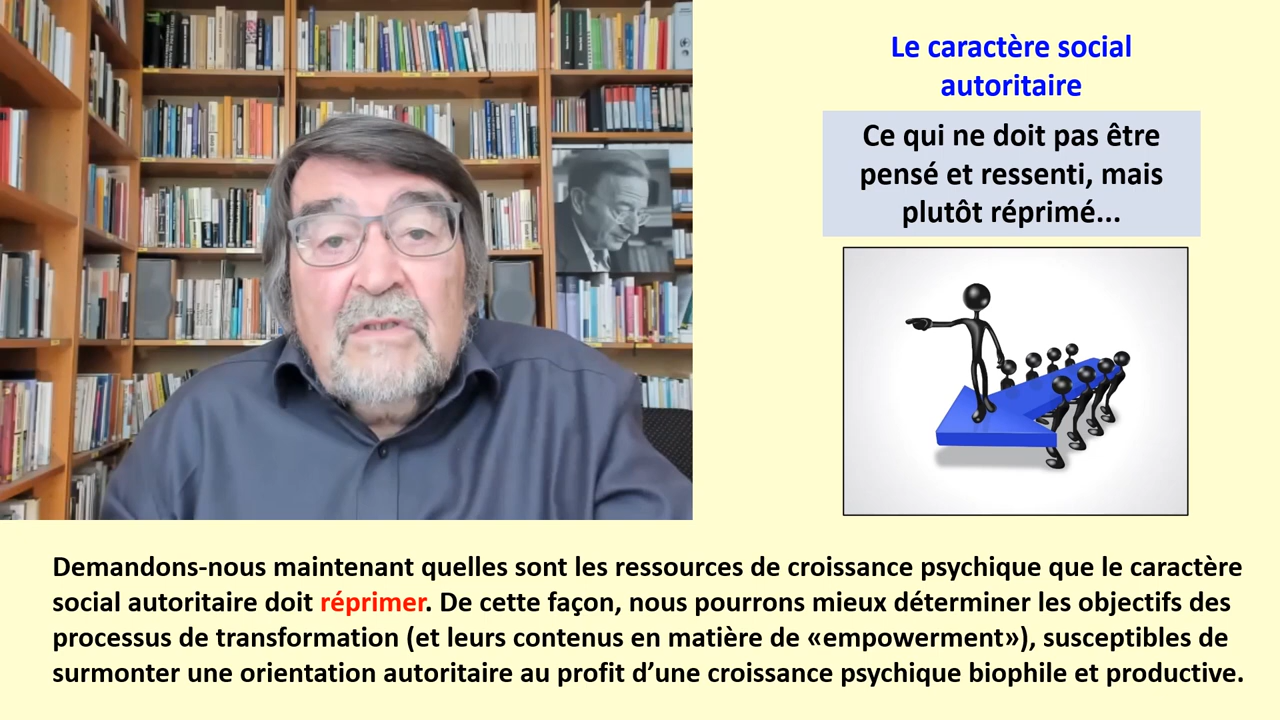 Le caractère social
autoritaire
Ce qui ne doit pas être
pensé et ressenti, mais
plutôt réprimé...
Demandons-nous maintenant quelles sont les ressources de croissance psychique que le caractère
social autoritaire doit réprimer. De cette façon, nous pourrons mieux déterminer les objectifs des
processus de transformation (et leurs contenus en matière de «empowerment»), susceptibles de
surmonter une orientation autoritaire au profit d’une croissance psychique biophile et productive.